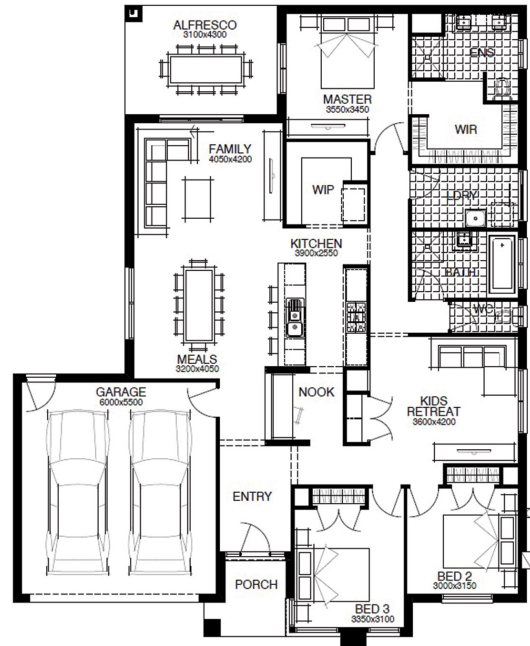 ALFRESCO
3100x4300
ENS
MASTER
3550x3450
WIR
FAMILY
4050x4200
WIP
LDRY
KITCHEN
3900x2550
BATH
WC
MEALS
3200x4050
GARAGE
6000x5500
NOOK
KIDS
RETREAT
3600x4200
ENTRY
PORCH
BED 2
3000x3150
BED 3
3350x3100